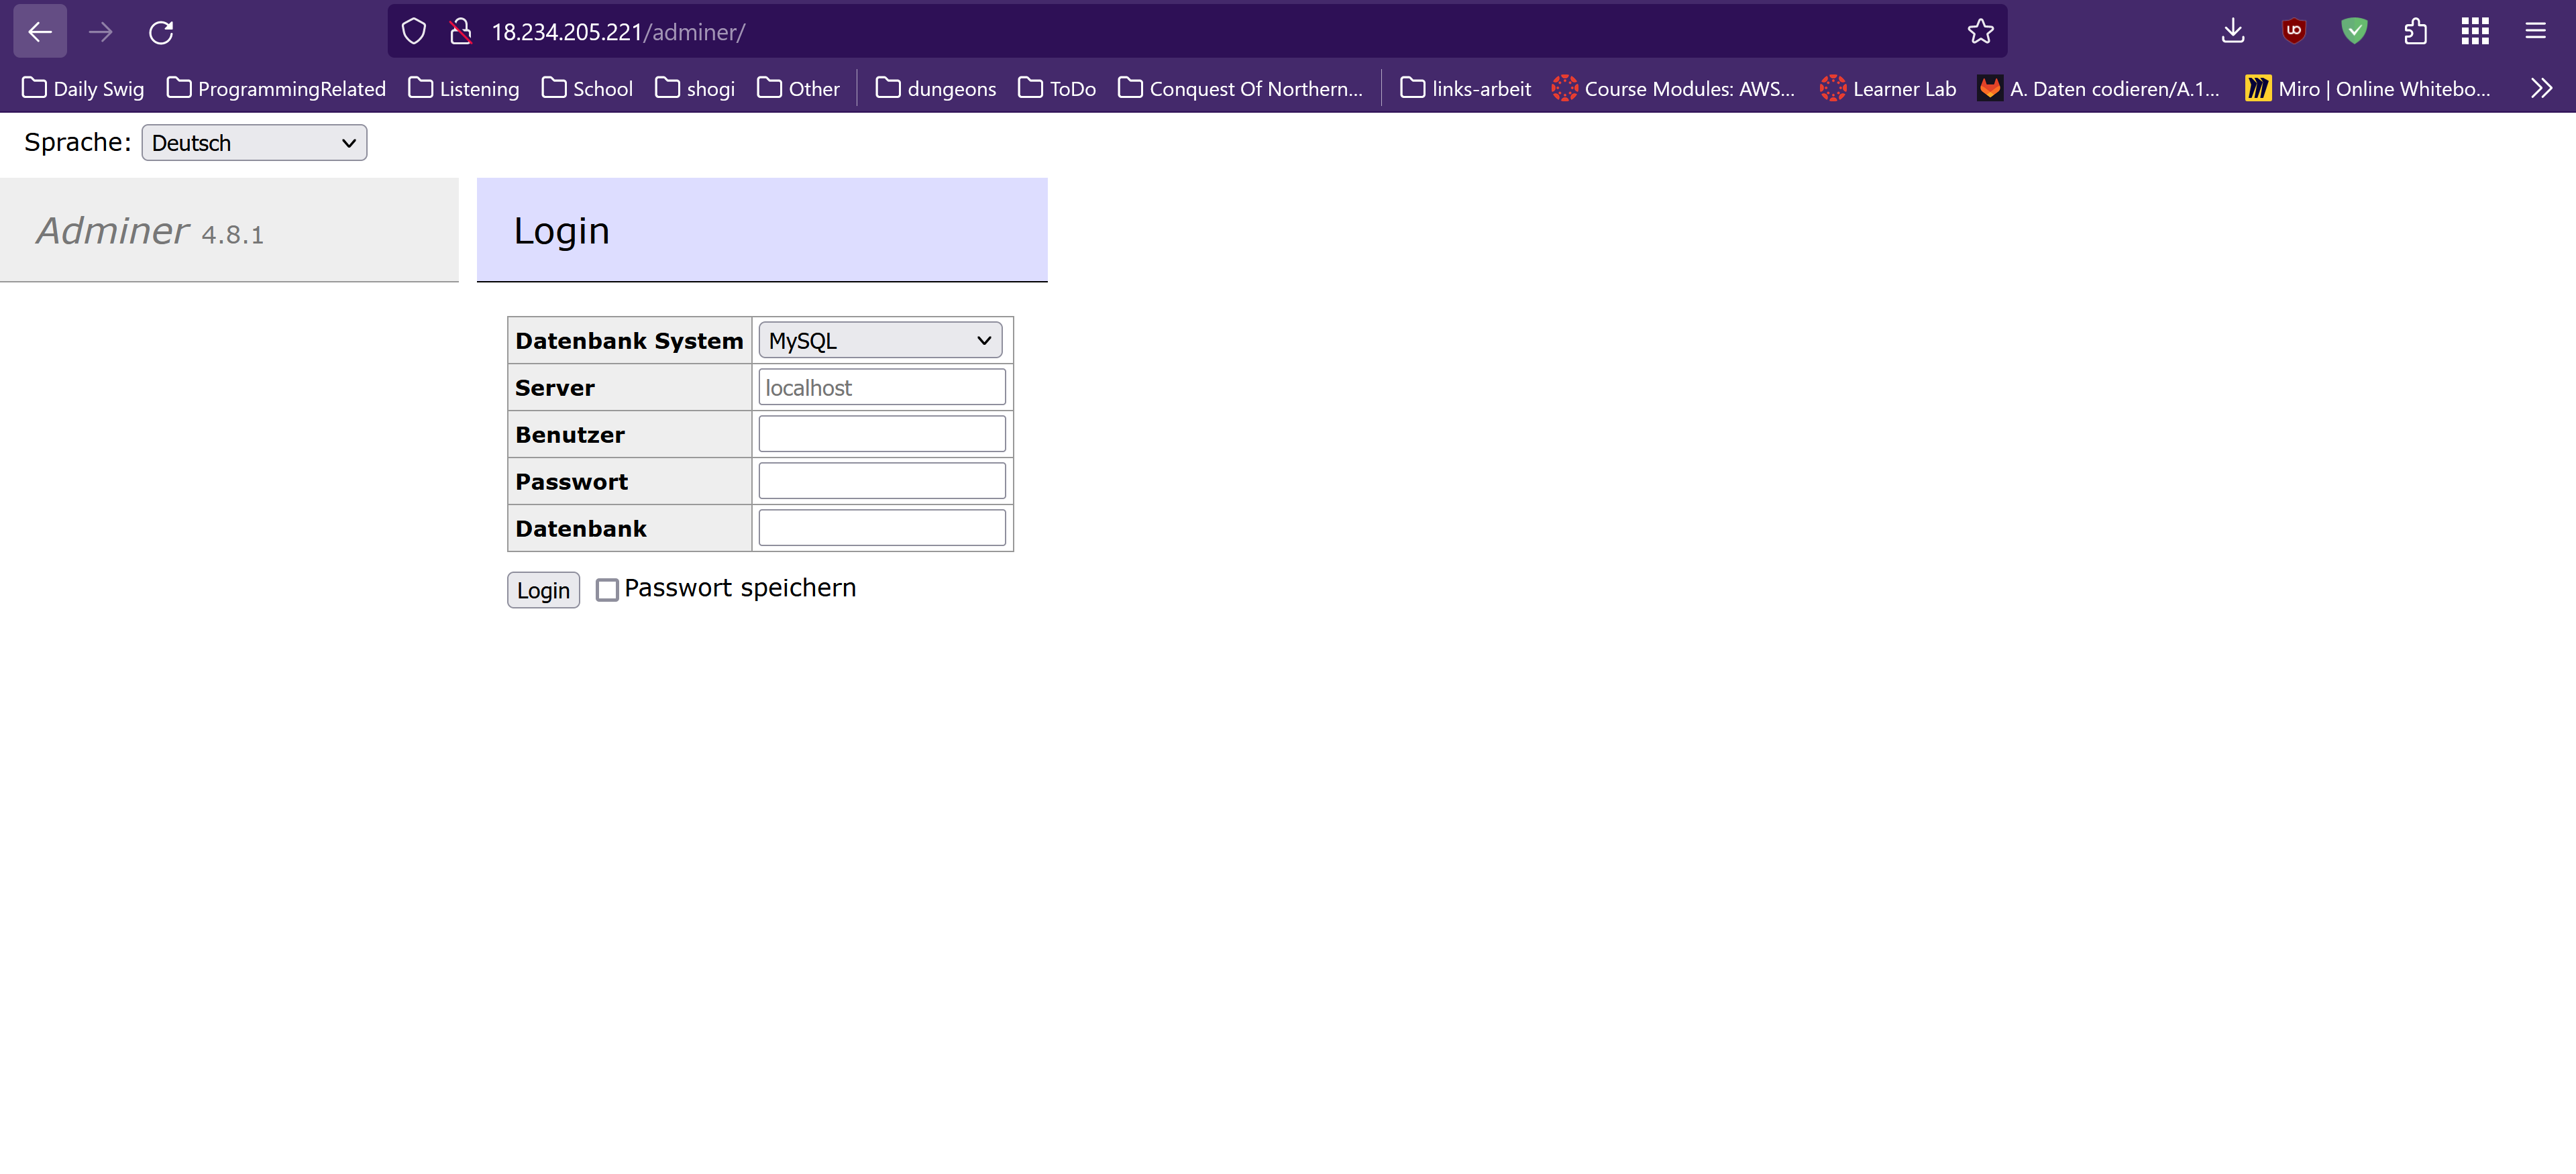 18.234.205.221/adminer/
Daily Swig ProgrammingRelated Listening School shogi Other dungeons ToDo Conquest Of Northern... links-arbeit Course Modules: AWS... Learner Lab A. Daten codieren/A.1... Miro | Online Whitebo...
Sprache: Deutsch
Adminer 4.8.1
Login
Datenbank System MySQL
Server localhost
Benutzer
Passwort
Datenbank
Login Passwort speichern